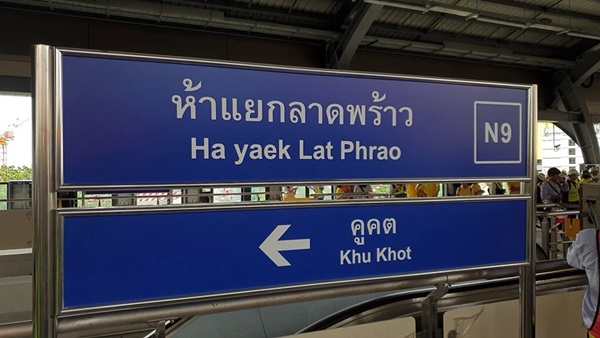 ห้าแยกลาดพร้าว
Ha yaek Lat Phrao
N9
คูคต
Khu Khot